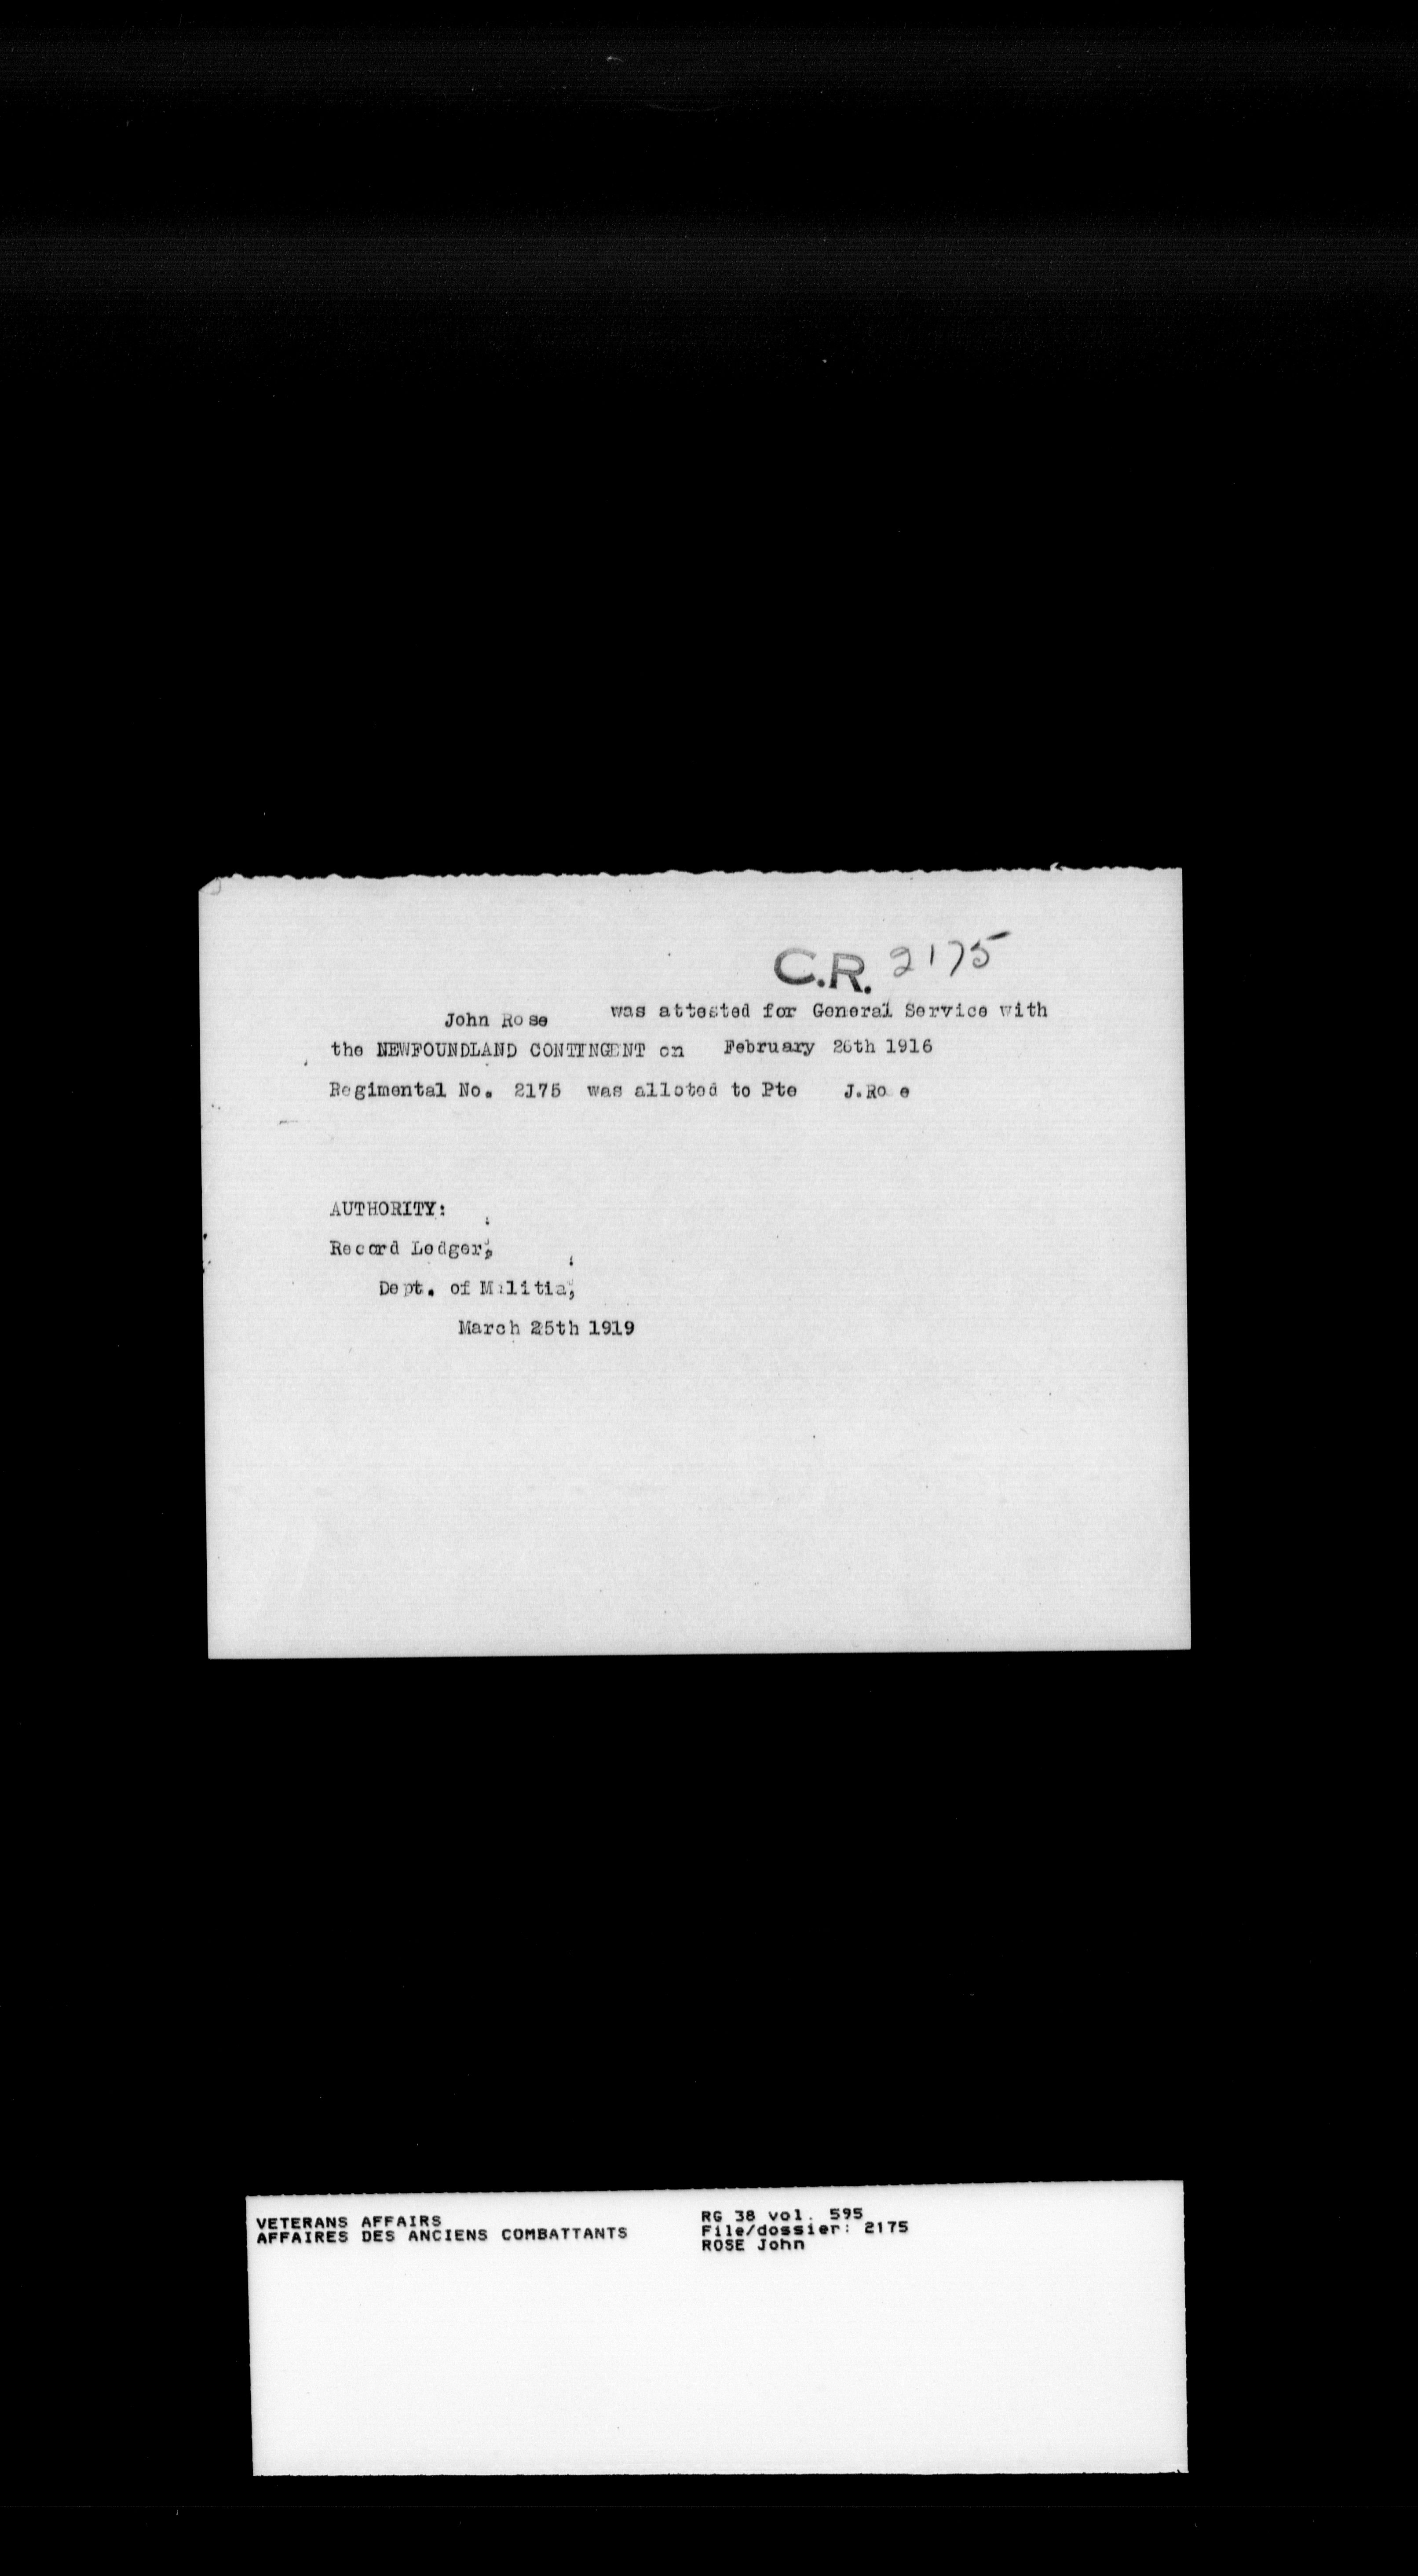 C.R. 2175
John Rose was attested for General Service with
the NEWFOUNDLAND CONTINGENT on February 26th 1916
Regimental No. 2175 was alloted to Pte J.Ro e
AUTHORITY:
Record Ledger,
Dept. of Militia,
March 25th 1919
VETERANS AFFAIRS
AFFAIRES DES ANCIENS COMBATTANTS
RG 38 vol. 595
File/dossier: 2175
ROSE John